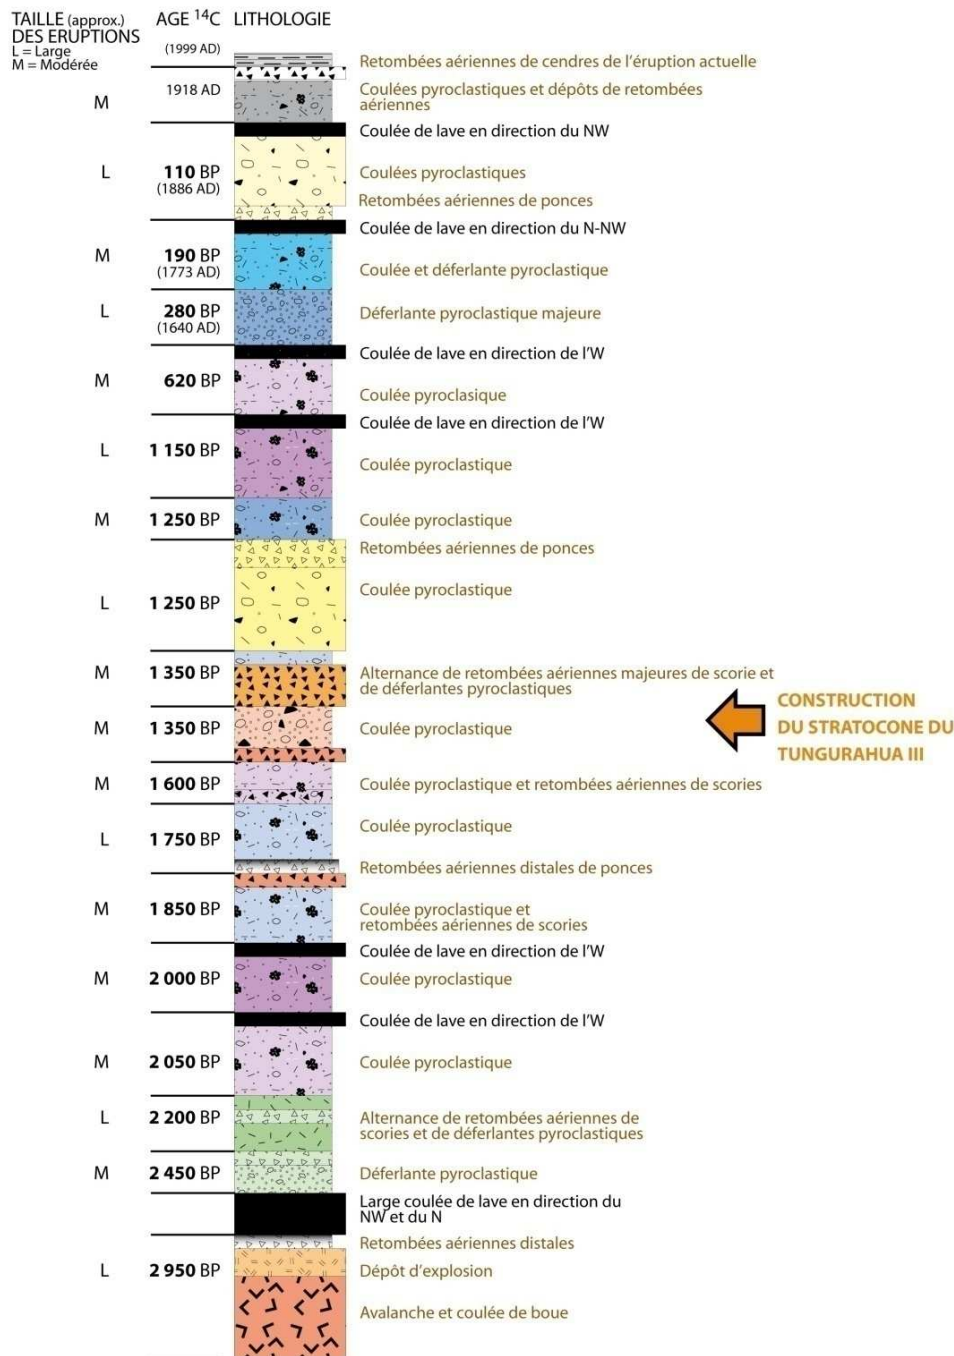 TAILLE (approx.)
DES ERUPTIONS
L = Large
M = Modérée
AGE 14C
LITHOLOGIE
(1999 AD)
Retombées aériennes de cendres de l'éruption actuelle
M
1918 AD
Coulées pyroclastiques et dépôts de retombées
aériennes
Coulée de lave en direction du NW
L
110 BP
(1886 AD)
Coulées pyroclastiques
Retombées aériennes de ponces
Coulée de lave en direction du N-NW
M
190 BP
(1773 AD)
Coulée et déferlante pyroclastique
L
280 BP
(1640 AD)
Déferlante pyroclastique majeure
Coulée de lave en direction de l'W
M
620 BP
Coulée pyroclasique
Coulée de lave en direction de l'W
L
1 150 BP
Coulée pyroclastique
M
1 250 BP
Coulée pyroclastique
Retombées aériennes de ponces
L
1 250 BP
Coulée pyroclastique
M
1 350 BP
Alternance de retombées aériennes majeures de scorie et
de déferlantes pyroclastiques
M
1 350 BP
Coulée pyroclastique
CONSTRUCTION
DU STRATOCONE DU
TUNGURAHUA III
M
1 600 BP
Coulée pyroclastique et retombées aériennes de scories
L
1 750 BP
Coulée pyroclastique
Retombées aériennes distales de ponces
M
1 850 BP
Coulée pyroclastique et
retombées aériennes de scories
Coulée de lave en direction de l'W
M
2 000 BP
Coulée pyroclastique
Coulée de lave en direction de l'W
M
2 050 BP
Coulée pyroclastique
L
2 200 BP
Alternance de retombées aériennes de
scories et de déferlantes pyroclastiques
M
2 450 BP
Déferlante pyroclastique
Large coulée de lave en direction du
NW et du N
Retombées aériennes distales
L
2 950 BP
Dépôt d'explosion
Avalanche et coulée de boue